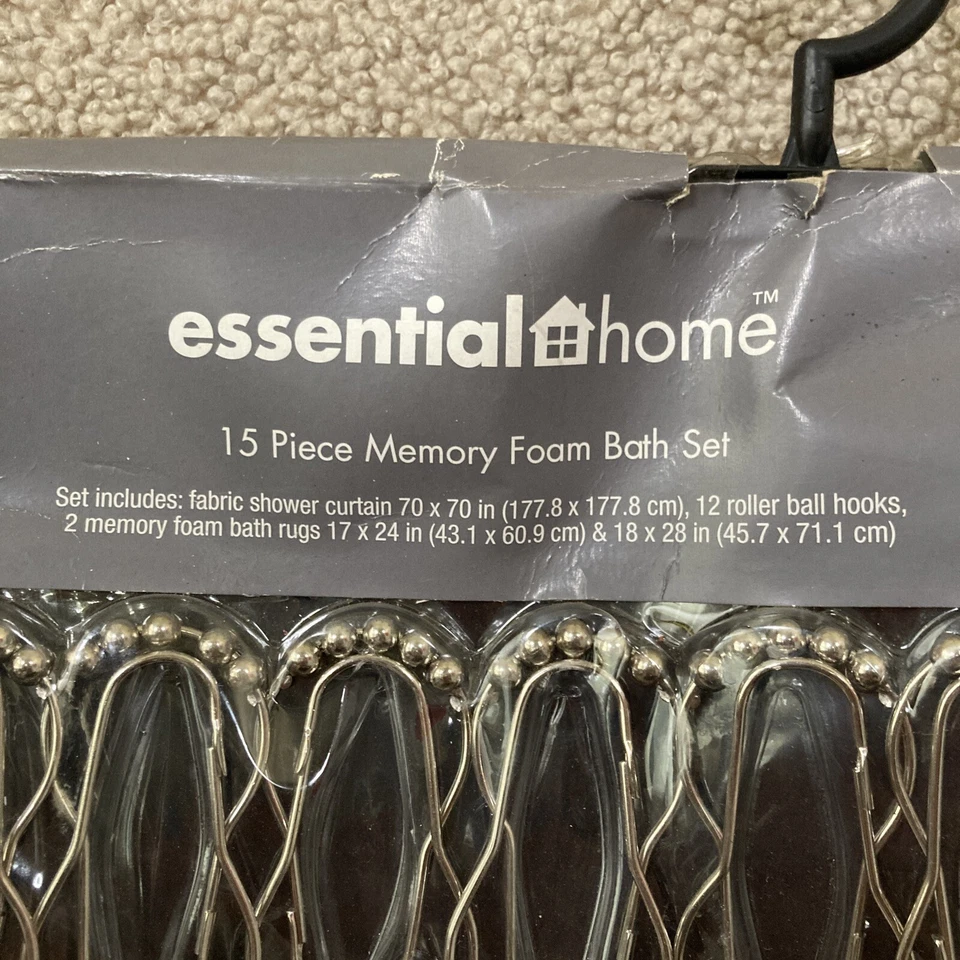 essential home™
15 Piece Memory Foam Bath Set
Set includes: fabric shower curtain 70 x 70 in (177.8 x 177.8 cm), 12 roller ball hooks,
2 memory foam bath rugs 17 x 24 in (43.1 x 60.9 cm) & 18 x 28 in (45.7 x 71.1 cm)